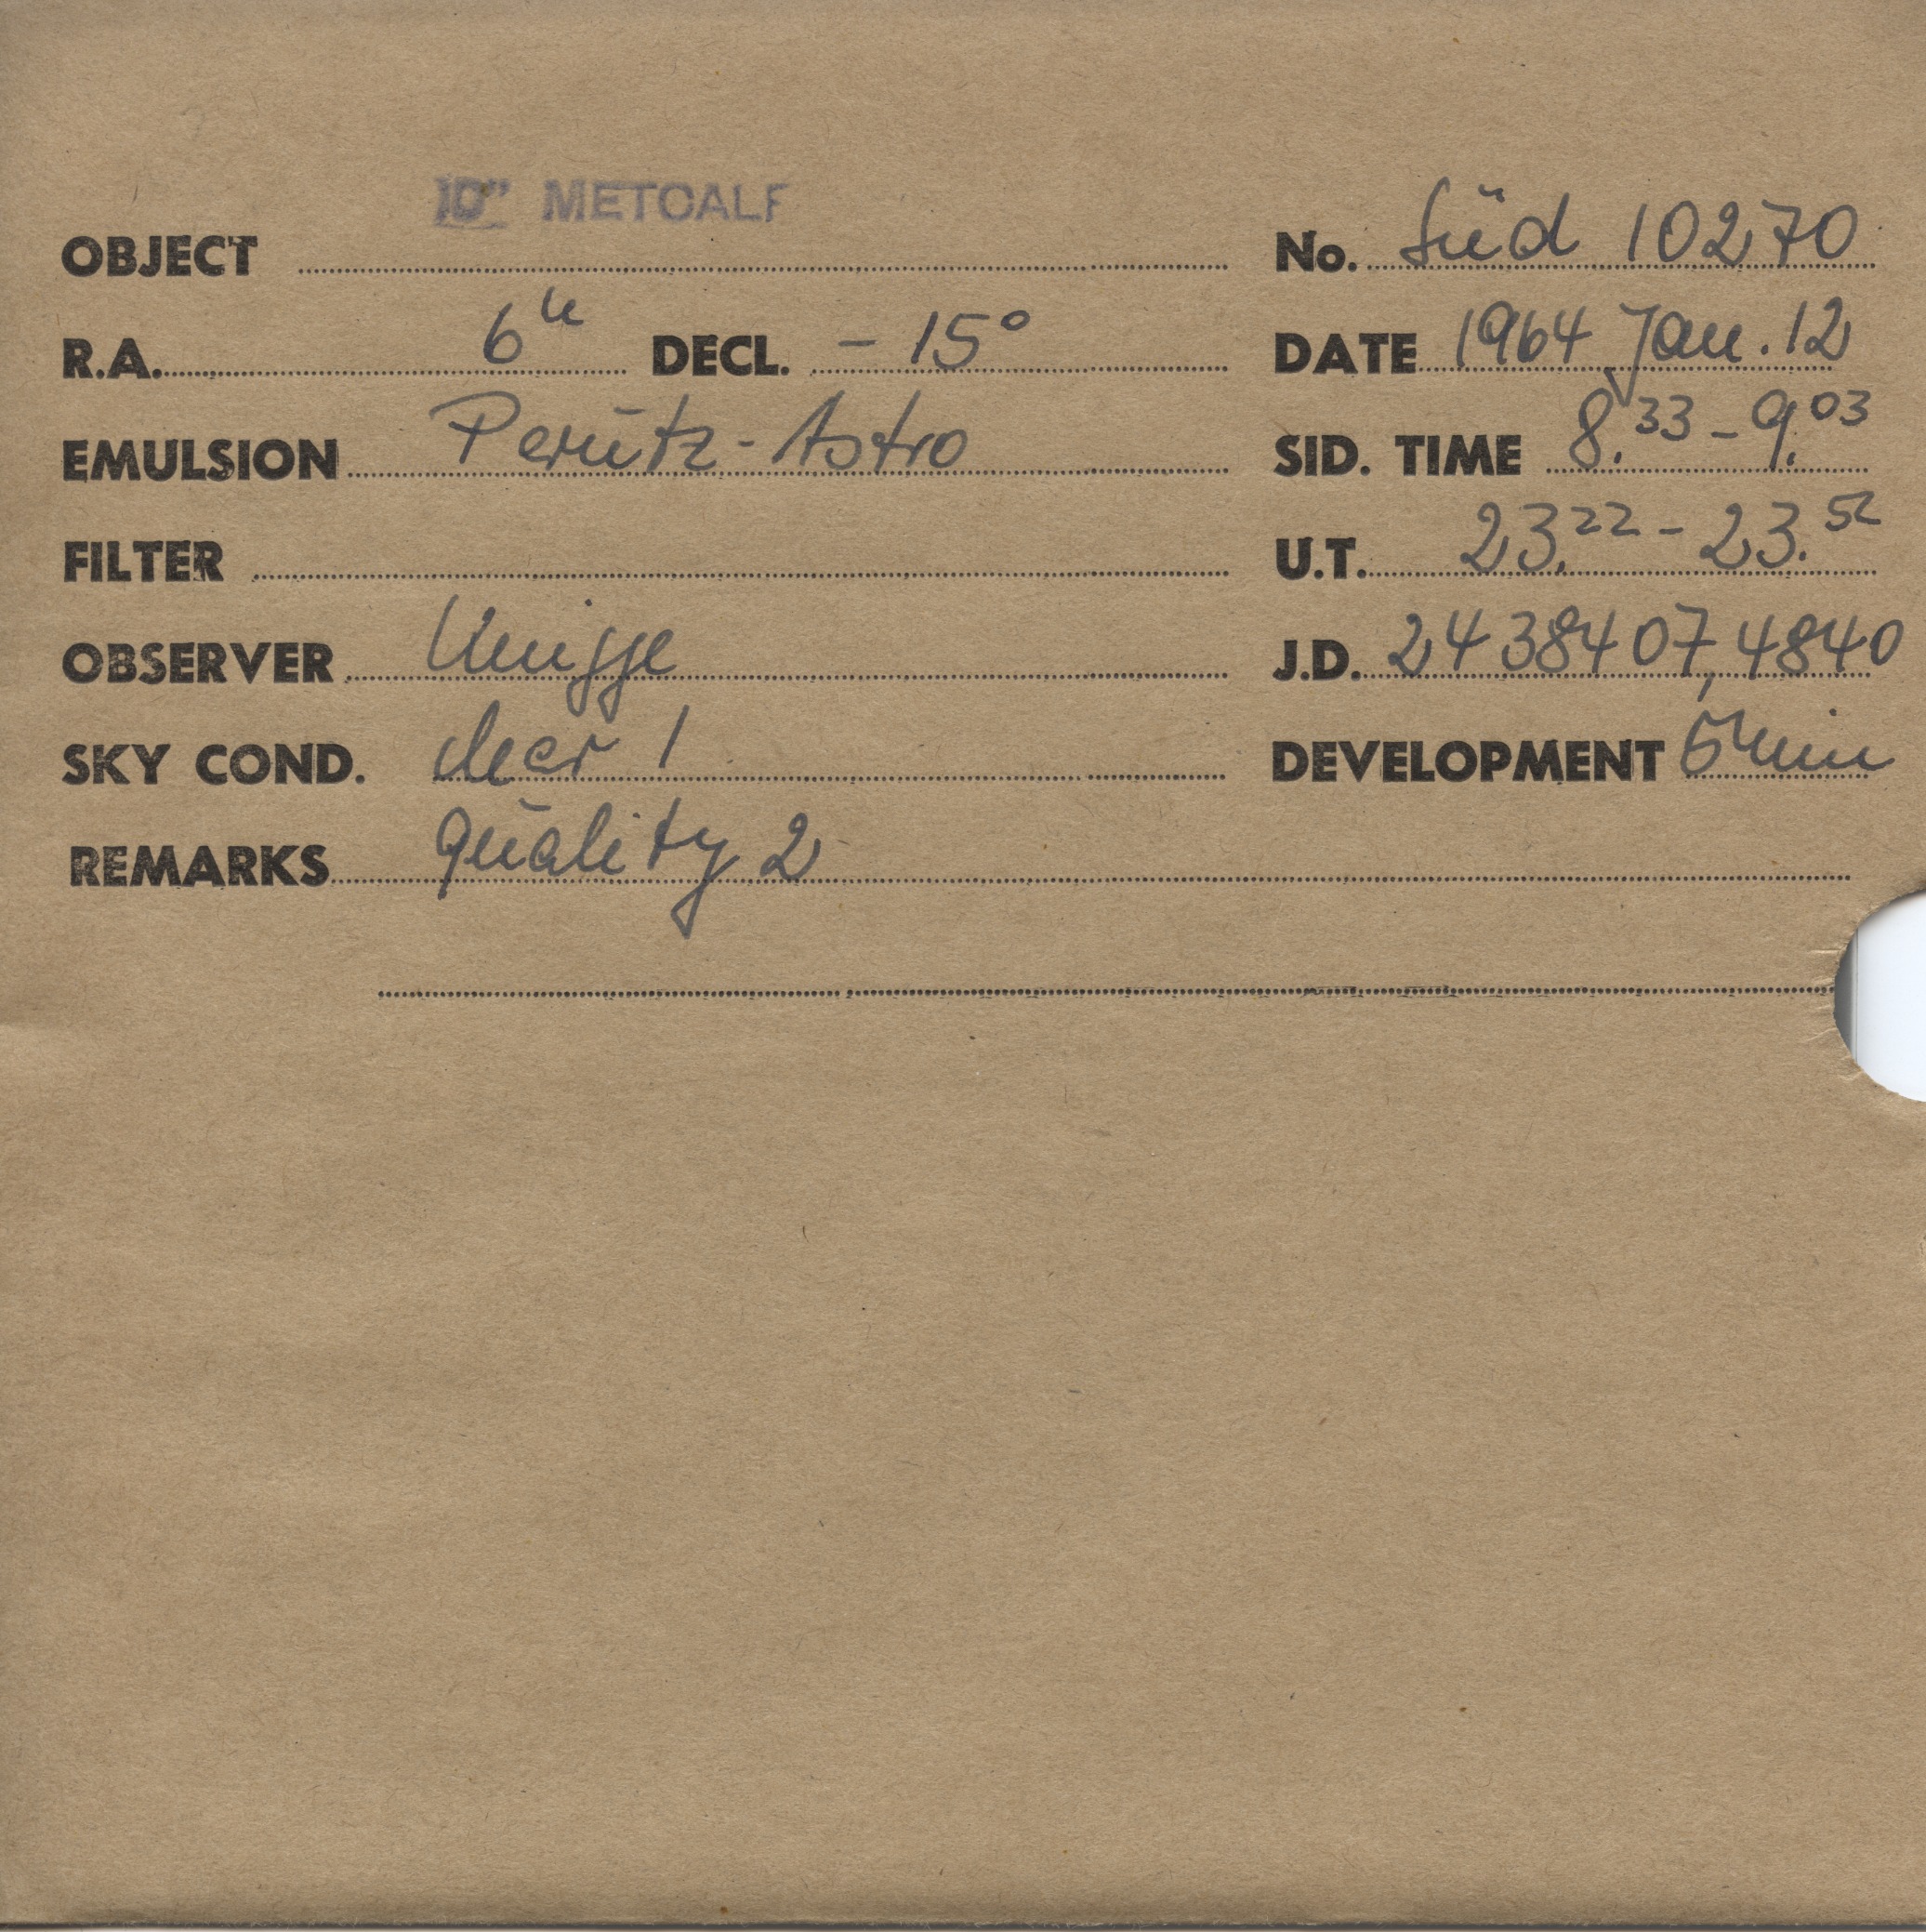 10" METCALF
OBJECT No. Süd 10270
R.A. 6h DECL. - 15° DATE 1964 Jan. 12
EMULSION Perutz-Astro SID. TIME 8.33 - 9.03
FILTER U.T. 23.22 - 23.52
OBSERVER Knigge J.D. 2438407,4840
SKY COND. clear 1 DEVELOPMENT 5 min
REMARKS quality 2